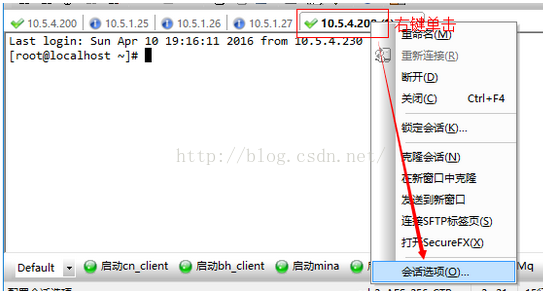 10.5.4.200 10.5.1.25 10.5.1.26 10.5.1.27 10.5.4.200
右键单击
Last login: Sun Apr 10 19:16:11 2016 from 10.5.4.230
[root@localhost ~]#
重命名(M)
重新连接(R)
断开(D)
关闭(C) Ctrl+F4
锁定会话(K)...
克隆会话(N)
在新窗口中克隆
发送到新窗口
连接SFTP标签页(S)
打开SecureFX(X)
会话选项(O)...
http://blog.csdn.net/
Default 启动cn_client 启动bh_client 启动mina Mq